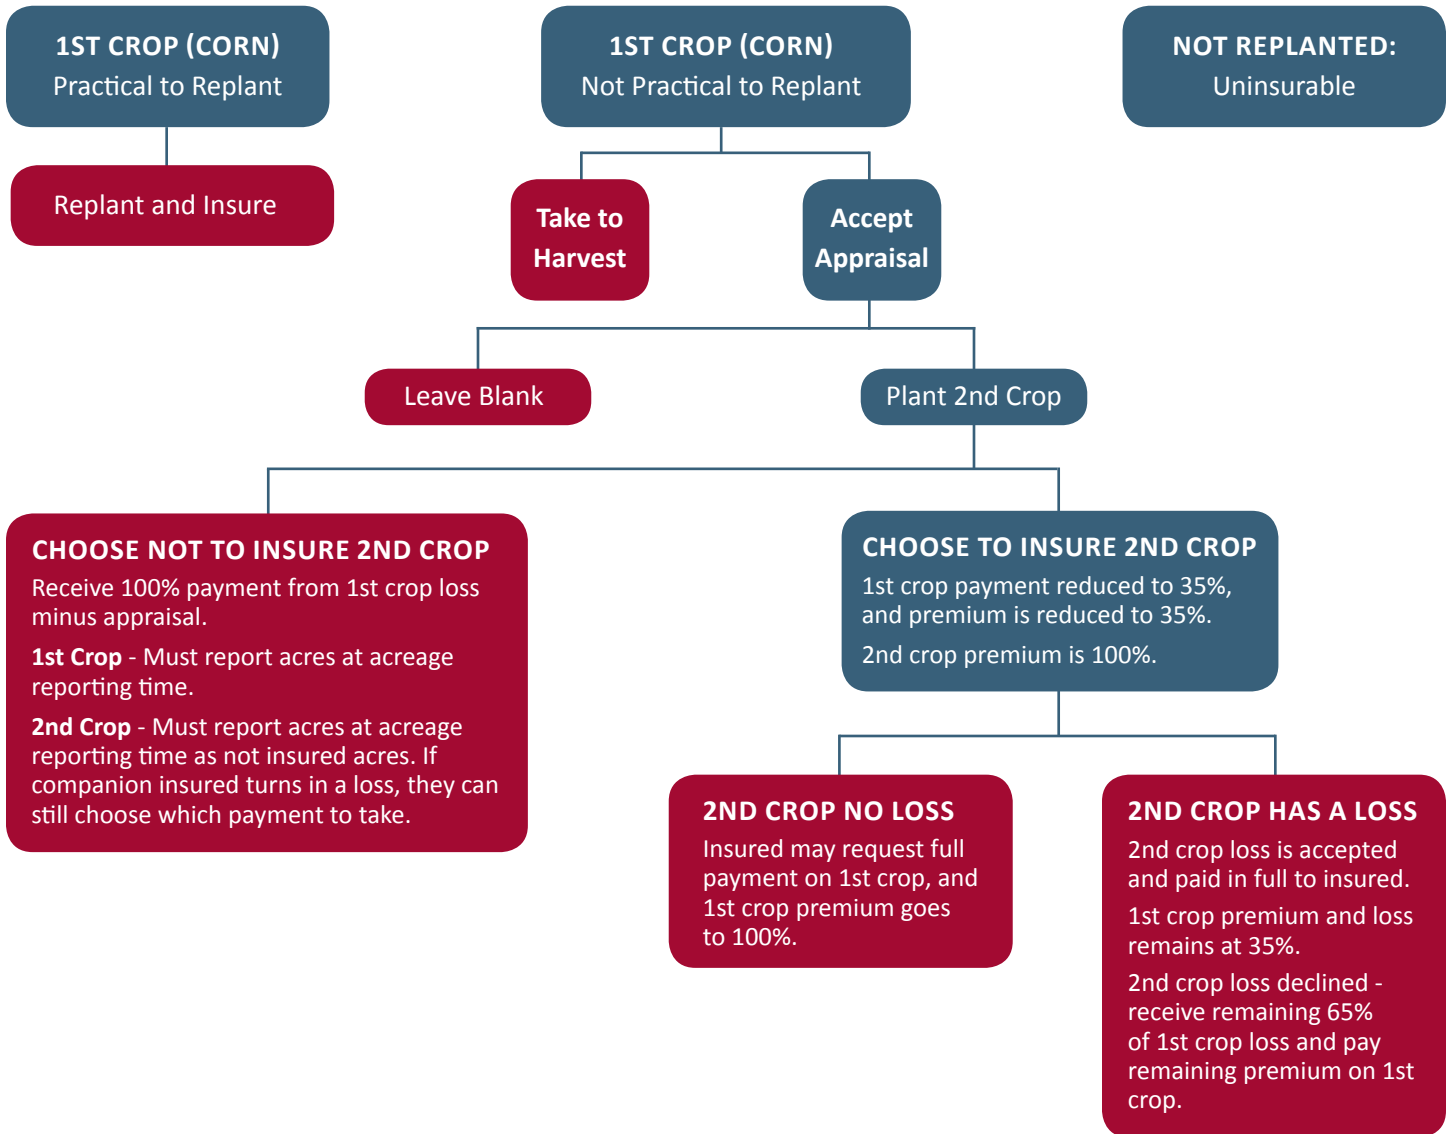 1ST CROP (CORN)
Practical to Replant
1ST CROP (CORN)
Not Practical to Replant
NOT REPLANTED:
Uninsurable
Replant and Insure
Take to
Harvest
Accept
Appraisal
Leave Blank
Plant 2nd Crop
CHOOSE NOT TO INSURE 2ND CROP
Receive 100% payment from 1st crop loss
minus appraisal.
1st Crop - Must report acres at acreage
reporting time.
2nd Crop - Must report acres at acreage
reporting time as not insured acres. If
companion insured turns in a loss, they can
still choose which payment to take.
CHOOSE TO INSURE 2ND CROP
1st crop payment reduced to 35%,
and premium is reduced to 35%.
2nd crop premium is 100%.
2ND CROP NO LOSS
Insured may request full
payment on 1st crop, and
1st crop premium goes
to 100%.
2ND CROP HAS A LOSS
2nd crop loss is accepted
and paid in full to insured.
1st crop premium and loss
remains at 35%.
2nd crop loss declined -
receive remaining 65%
of 1st crop loss and pay
remaining premium on 1st
crop.